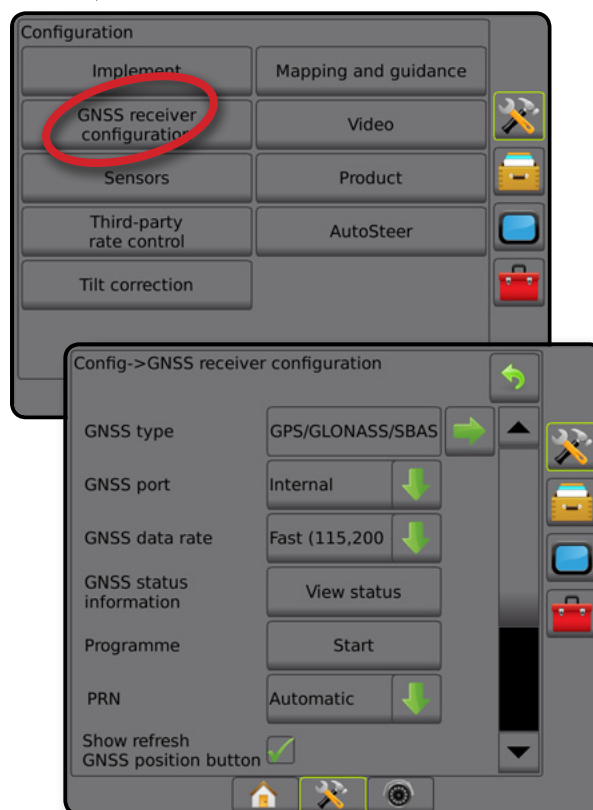 Configuration
Implement
Mapping and guidance
GNSS receiver
configuration
Video
Sensors
Product
Third-party
rate control
AutoSteer
Tilt correction
Config->GNSS receiver configuration
GNSS type
GPS/GLONASS/SBAS
GNSS port
Internal
GNSS data rate
Fast (115,200
GNSS status
information
View status
Programme
Start
PRN
Automatic
Show refresh
GNSS position button